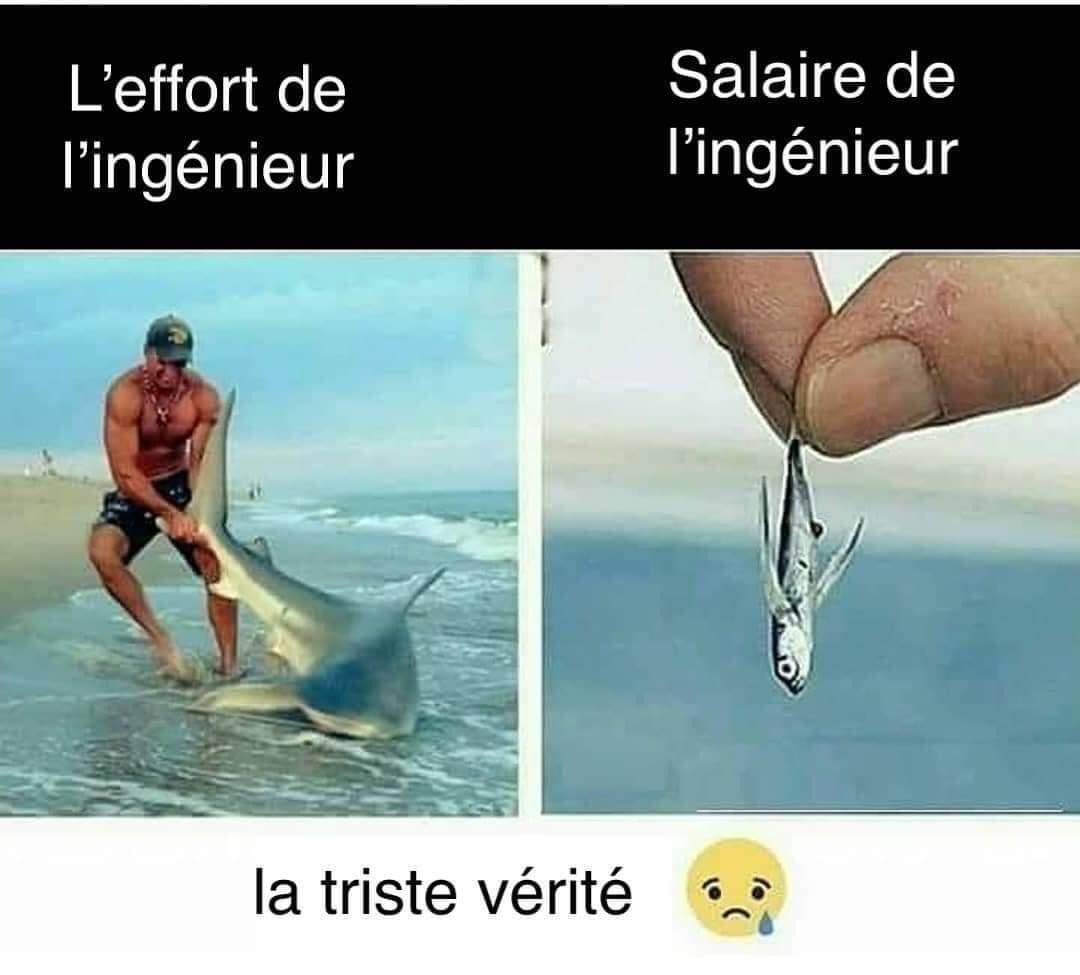 L’effort de
l’ingénieur
Salaire de
l’ingénieur
la triste vérité